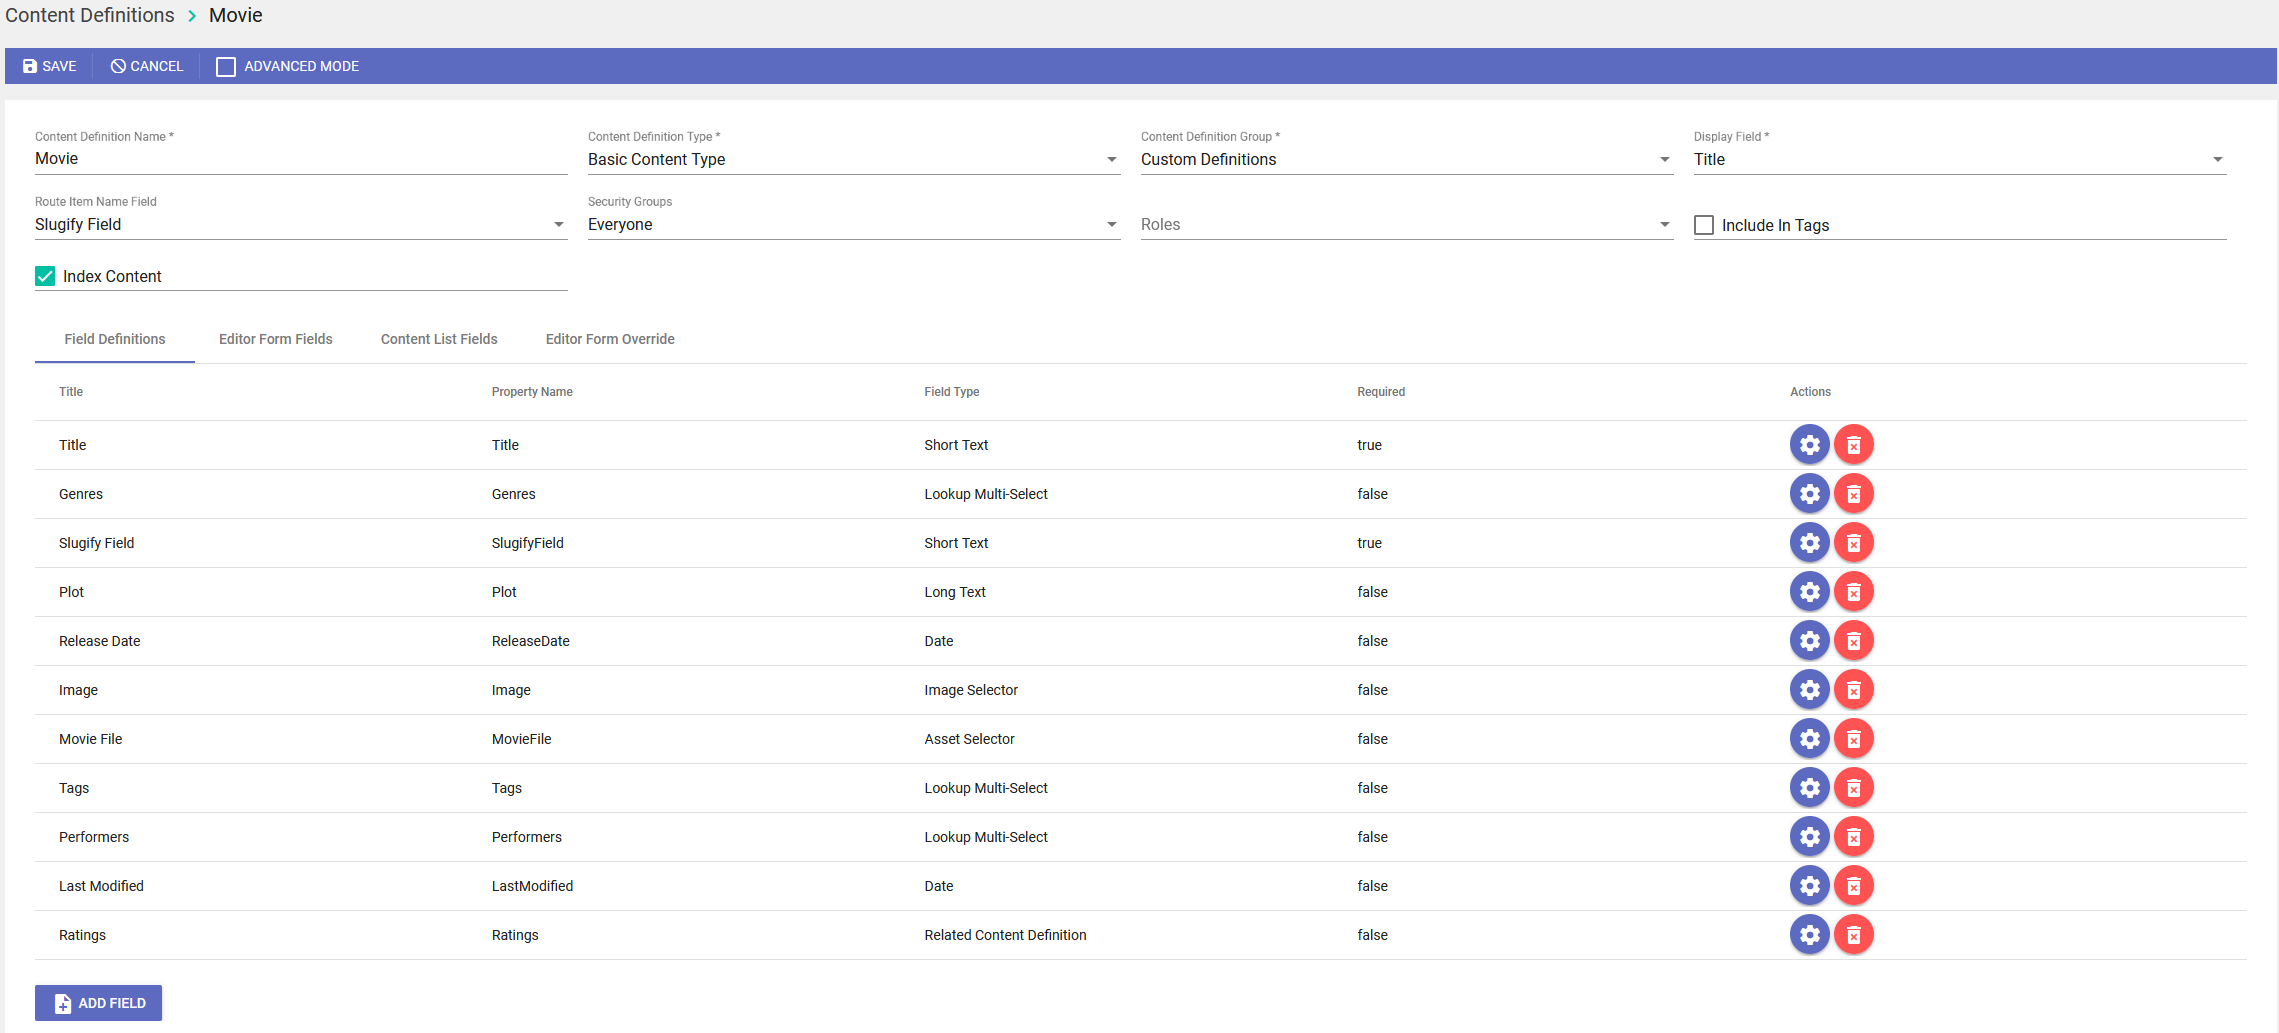 Content Definitions > Movie
SAVE CANCEL ADVANCED MODE
Content Definition Name * Content Definition Type * Content Definition Group * Display Field *
Movie Basic Content Type Custom Definitions Title
Route Item Name Field Security Groups
Slugify Field Everyone Roles Include In Tags
Index Content
Field Definitions Editor Form Fields Content List Fields Editor Form Override
Title Property Name Field Type Required Actions
Title Title Short Text true
Genres Genres Lookup Multi-Select false
Slugify Field SlugifyField Short Text true
Plot Plot Long Text false
Release Date ReleaseDate Date false
Image Image Image Selector false
Movie File MovieFile Asset Selector false
Tags Tags Lookup Multi-Select false
Performers Performers Lookup Multi-Select false
Last Modified LastModified Date false
Ratings Ratings Related Content Definition false
ADD FIELD